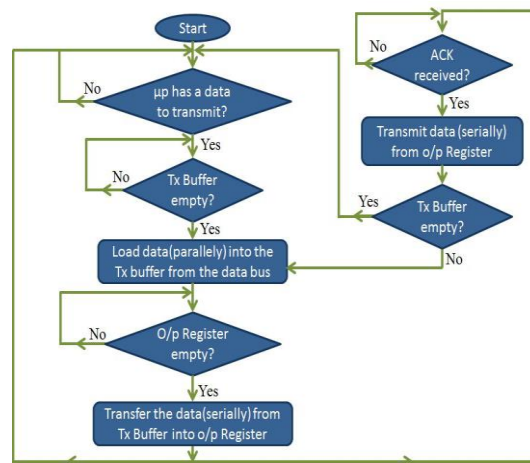 Start
No
μp has a data
to transmit?
Yes
No
Tx Buffer
empty?
Yes
Load data(parallely) into the
Tx buffer from the data bus
No
O/p Register
empty?
Yes
Transfer the data(serially) from
Tx Buffer into o/p Register
No
ACK
received?
Yes
Transmit data (serially)
from o/p Register
Yes
Tx Buffer
empty?
No